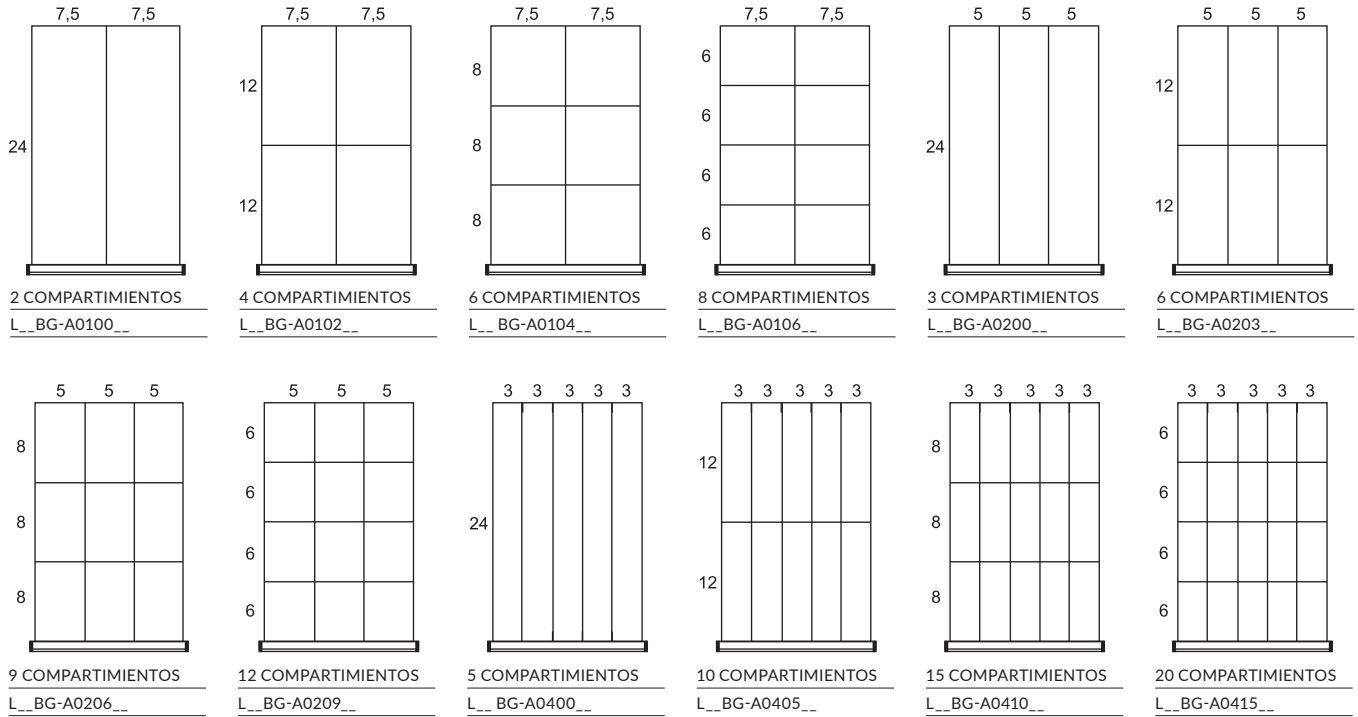 7,5 7,5
24
2 COMPARTIMIENTOS
L__BG-A0100__
7,5 7,5
12
12
4 COMPARTIMIENTOS
L__BG-A0102__
7,5 7,5
8
8
8
6 COMPARTIMIENTOS
L__ BG-A0104__
7,5 7,5
6
6
6
6
8 COMPARTIMIENTOS
L__BG-A0106__
5 5 5
24
3 COMPARTIMIENTOS
L__BG-A0200__
5 5 5
12
12
6 COMPARTIMIENTOS
L__BG-A0203__
5 5 5
8
8
8
9 COMPARTIMIENTOS
L__BG-A0206__
5 5 5
6
6
6
6
12 COMPARTIMIENTOS
L__BG-A0209__
3 3 3 3 3
24
5 COMPARTIMIENTOS
L__ BG-A0400__
3 3 3 3 3
12
12
10 COMPARTIMIENTOS
L__BG-A0405__
3 3 3 3 3
8
8
8
15 COMPARTIMIENTOS
L__BG-A0410__
3 3 3 3 3
6
6
6
6
20 COMPARTIMIENTOS
L__BG-A0415__